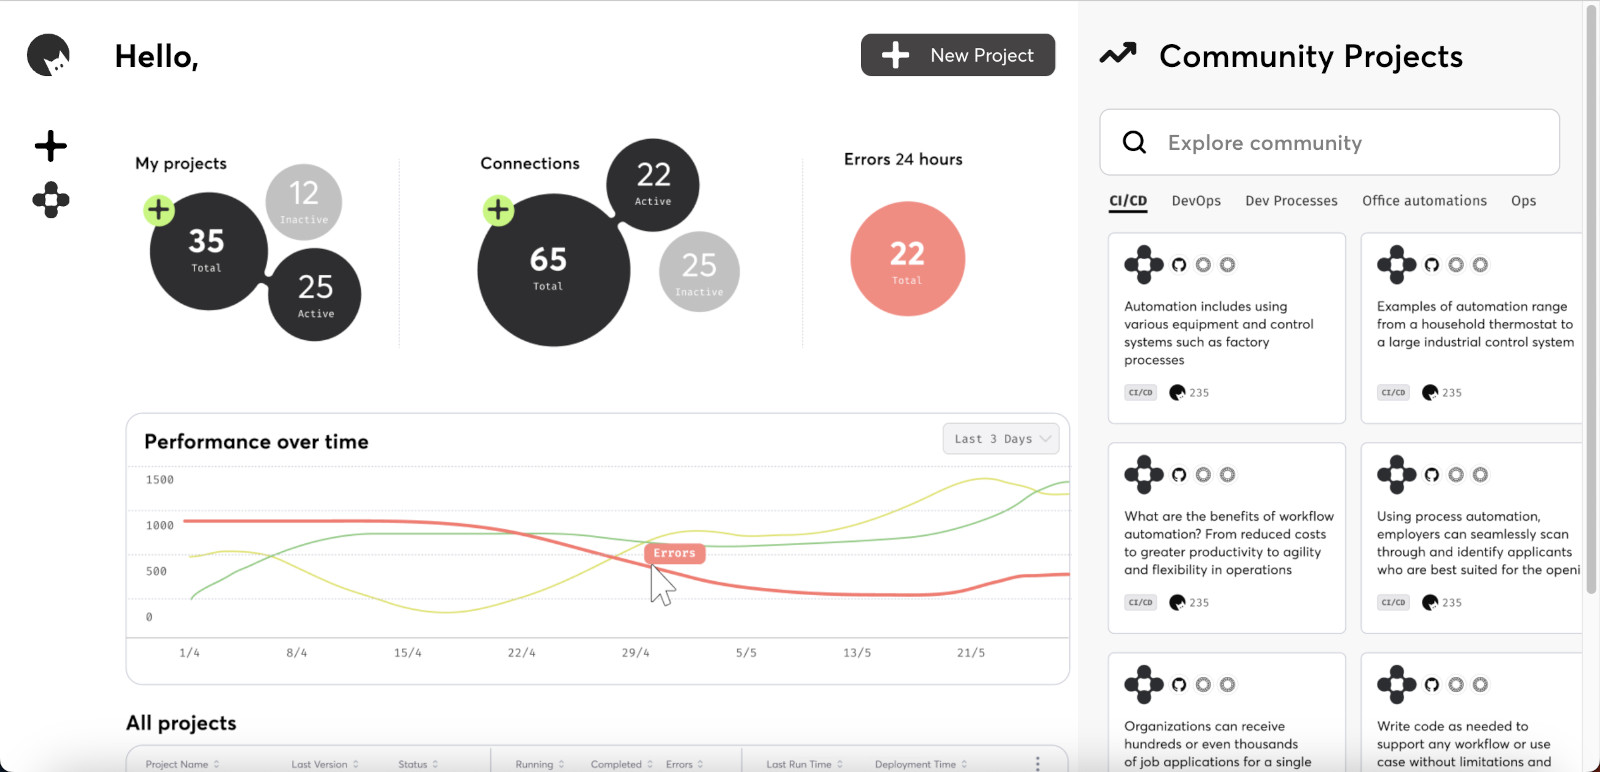 Hello,
New Project
My projects
12
Inactive
35
Total
25
Active
Connections
22
Active
65
Total
25
Inactive
Errors 24 hours
22
Total
Performance over time
Last 3 Days
1500
1000
500
0
Errors
1/4 8/4 15/4 22/4 29/4 5/5 13/5 21/5
All projects
Project Name Last Version Status Running Completed Errors Last Run Time Deployment Time
Community Projects
Explore community
CI/CD DevOps Dev Processes Office automations Ops
Automation includes using
various equipment and control
systems such as factory
processes
CI/CD 235
Examples of automation range
from a household thermostat to
a large industrial control system
CI/CD 235
What are the benefits of workflow
automation? From reduced costs
to greater productivity to agility
and flexibility in operations
CI/CD 235
Using process automation,
employers can seamlessly scan
through and identify applicants
who are best suited for the openi
CI/CD 235
Organizations can receive
hundreds or even thousands
of job applications for a single
Write code as needed to
support any workflow or use
case without limitations and